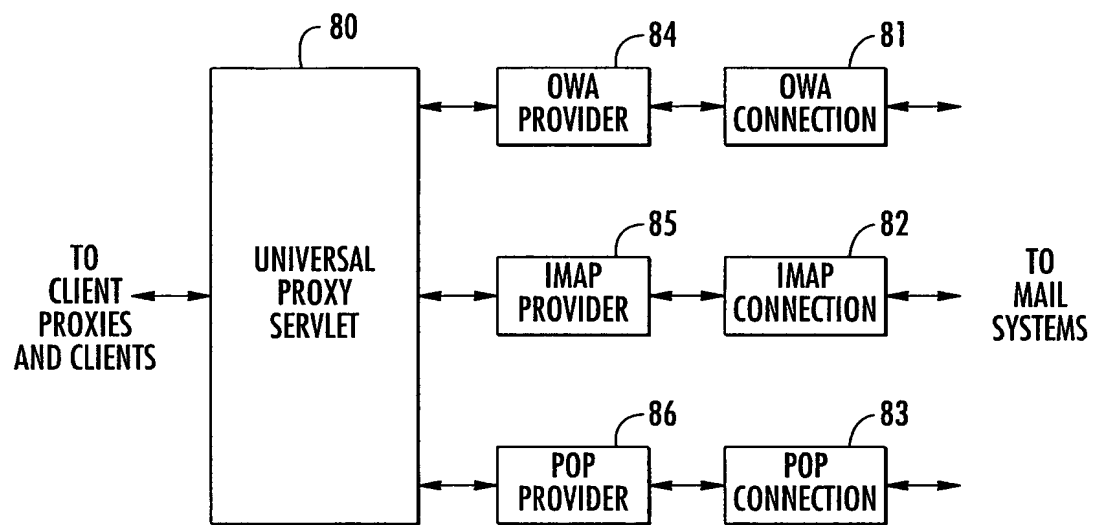 80
84
81
OWA
PROVIDER
OWA
CONNECTION
TO
CLIENT
PROXIES
AND CLIENTS
UNIVERSAL
PROXY
SERVLET
85
82
IMAP
PROVIDER
IMAP
CONNECTION
TO
MAIL
SYSTEMS
86
83
POP
PROVIDER
POP
CONNECTION